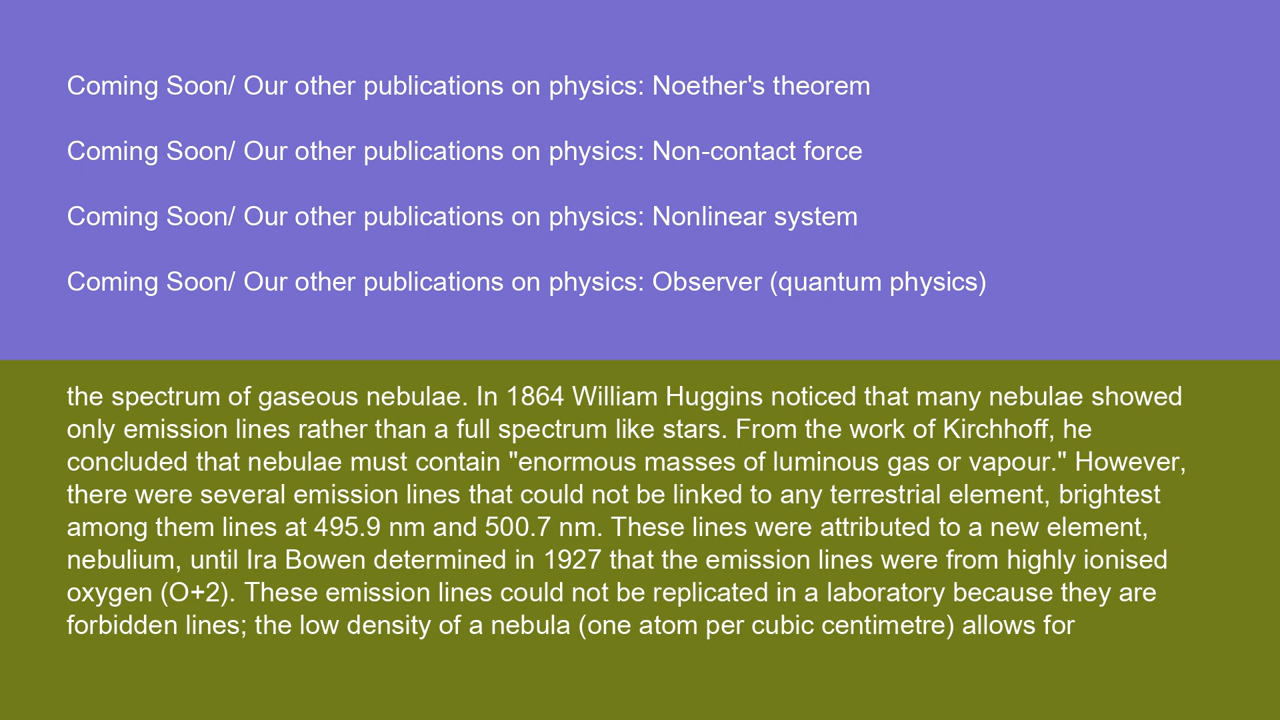 Coming Soon/ Our other publications on physics: Noether's theorem
Coming Soon/ Our other publications on physics: Non-contact force
Coming Soon/ Our other publications on physics: Nonlinear system
Coming Soon/ Our other publications on physics: Observer (quantum physics)
the spectrum of gaseous nebulae. In 1864 William Huggins noticed that many nebulae showed
only emission lines rather than a full spectrum like stars. From the work of Kirchhoff, he
concluded that nebulae must contain "enormous masses of luminous gas or vapour." However,
there were several emission lines that could not be linked to any terrestrial element, brightest
among them lines at 495.9 nm and 500.7 nm. These lines were attributed to a new element,
nebulium, until Ira Bowen determined in 1927 that the emission lines were from highly ionised
oxygen (O+2). These emission lines could not be replicated in a laboratory because they are
forbidden lines; the low density of a nebula (one atom per cubic centimetre) allows for